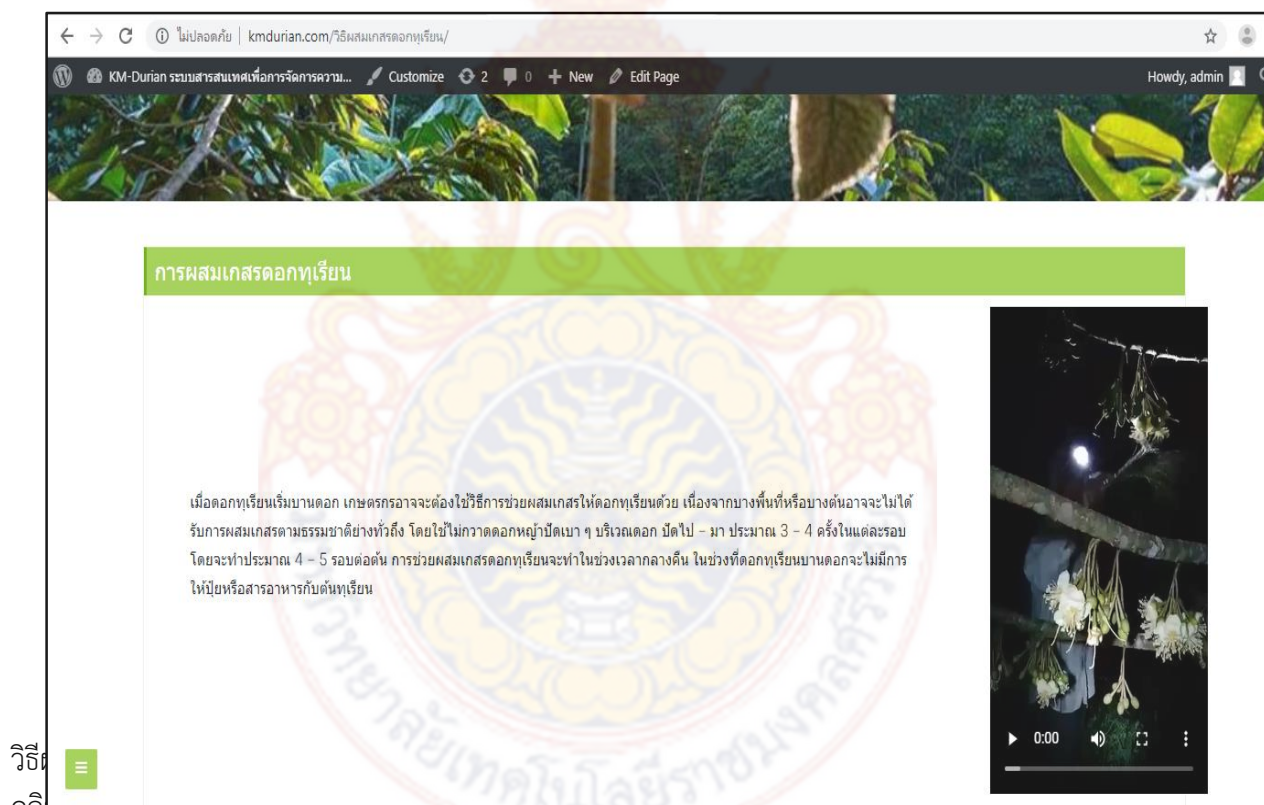 ไม่ปลอดภัย | kmdurian.com/วิธีผสมเกสรดอกทุเรียน/
KM-Durian ระบบสารสนเทศเพื่อการจัดการความ... Customize 2 0 + New Edit Page Howdy, admin
การผสมเกสรดอกทุเรียน
เมื่อดอกทุเรียนเริ่มบานดอก เกษตรกรอาจจะต้องใช้วิธีการช่วยผสมเกสรให้ดอกทุเรียนด้วย เนื่องจากบางพื้นที่หรือบางต้นอาจจะไม่ได้
รับการผสมเกสรตามธรรมชาติย่างทั่วถึง โดยใช้ไม้กวาดดอกหญ้าปัดเบา ๆ บริเวณดอก ปัดไป – มา ประมาณ 3 – 4 ครั้งในแต่ละรอบ
โดยจะทำประมาณ 4 – 5 รอบต่อต้น การช่วยผสมเกสรดอกทุเรียนจะทำในช่วงเวลากลางคืน ในช่วงที่ดอกทุเรียนบานดอกจะไม่มีการ
ให้ปุ๋ยหรือสารอาหารกับต้นทุเรียน
0:00